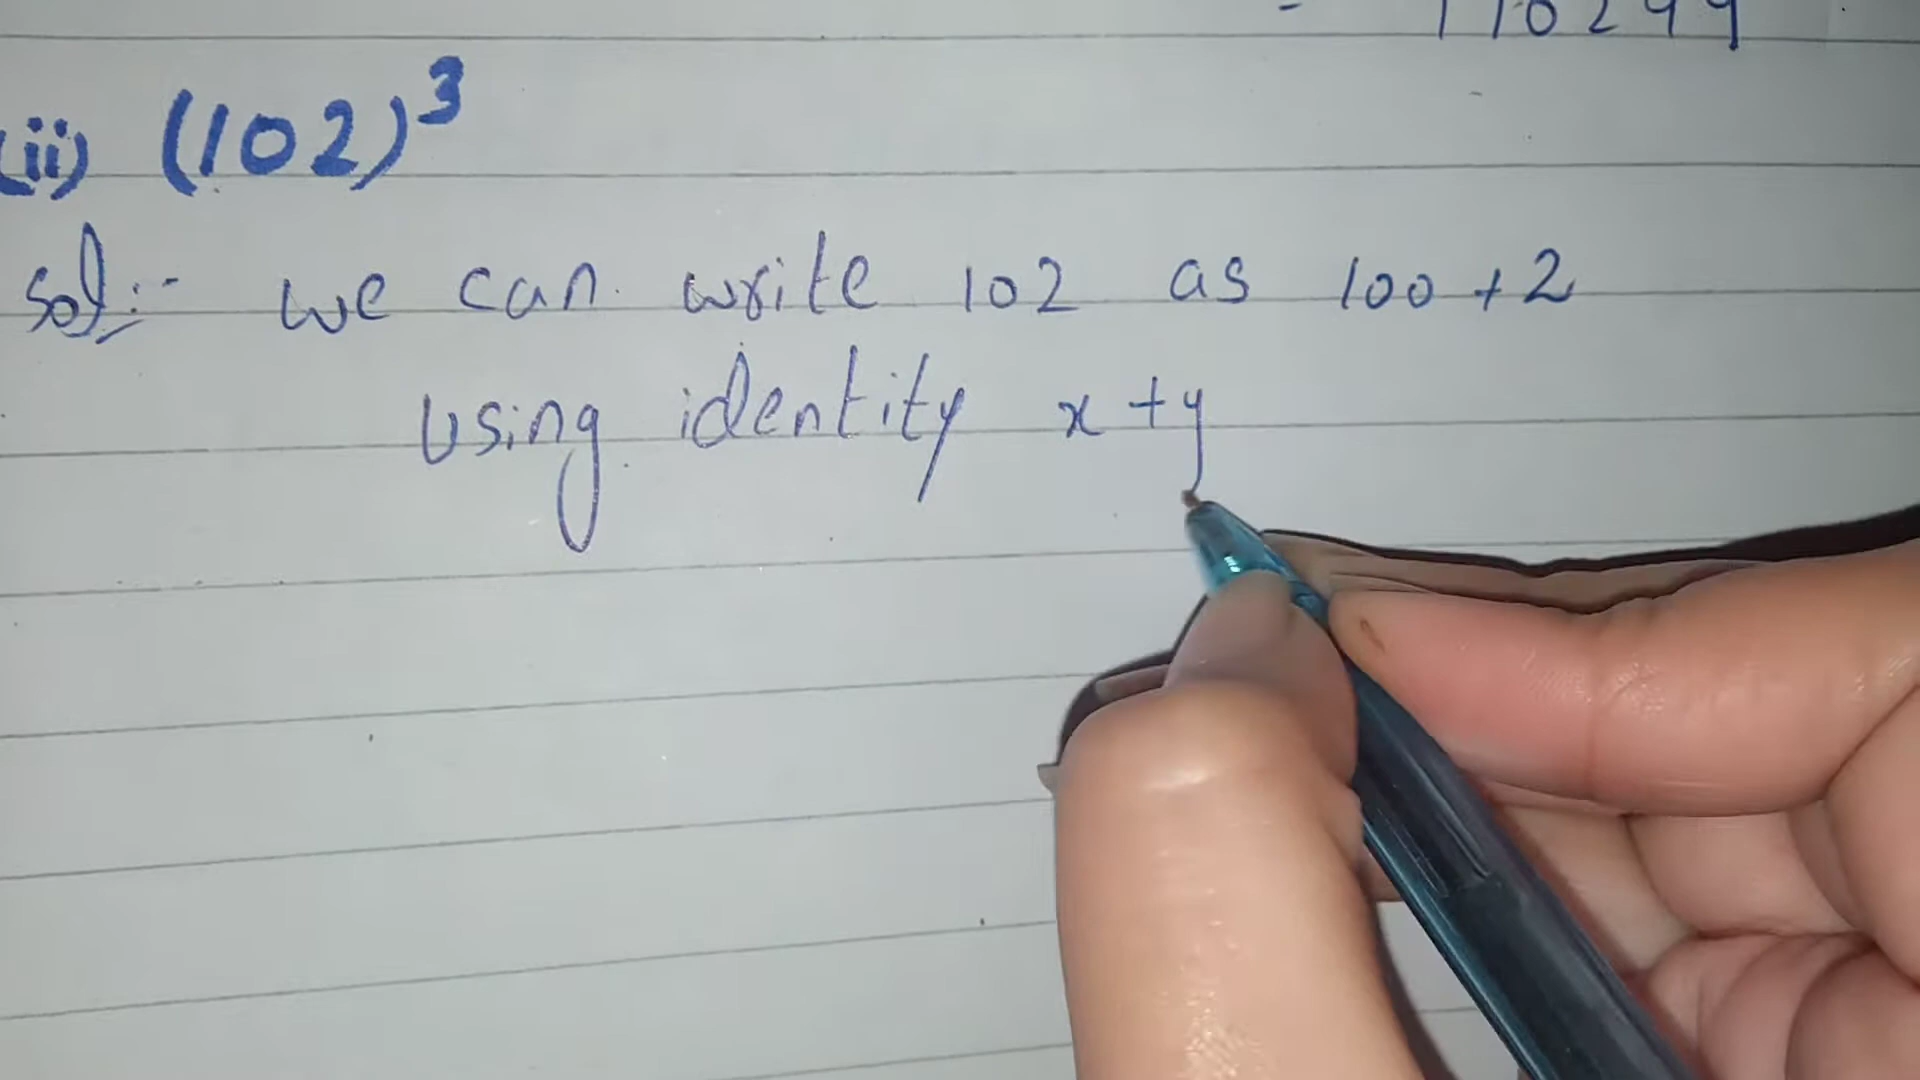 (ii) (102)³
Sol:- we can write 102 as 100 + 2
using identity x + y